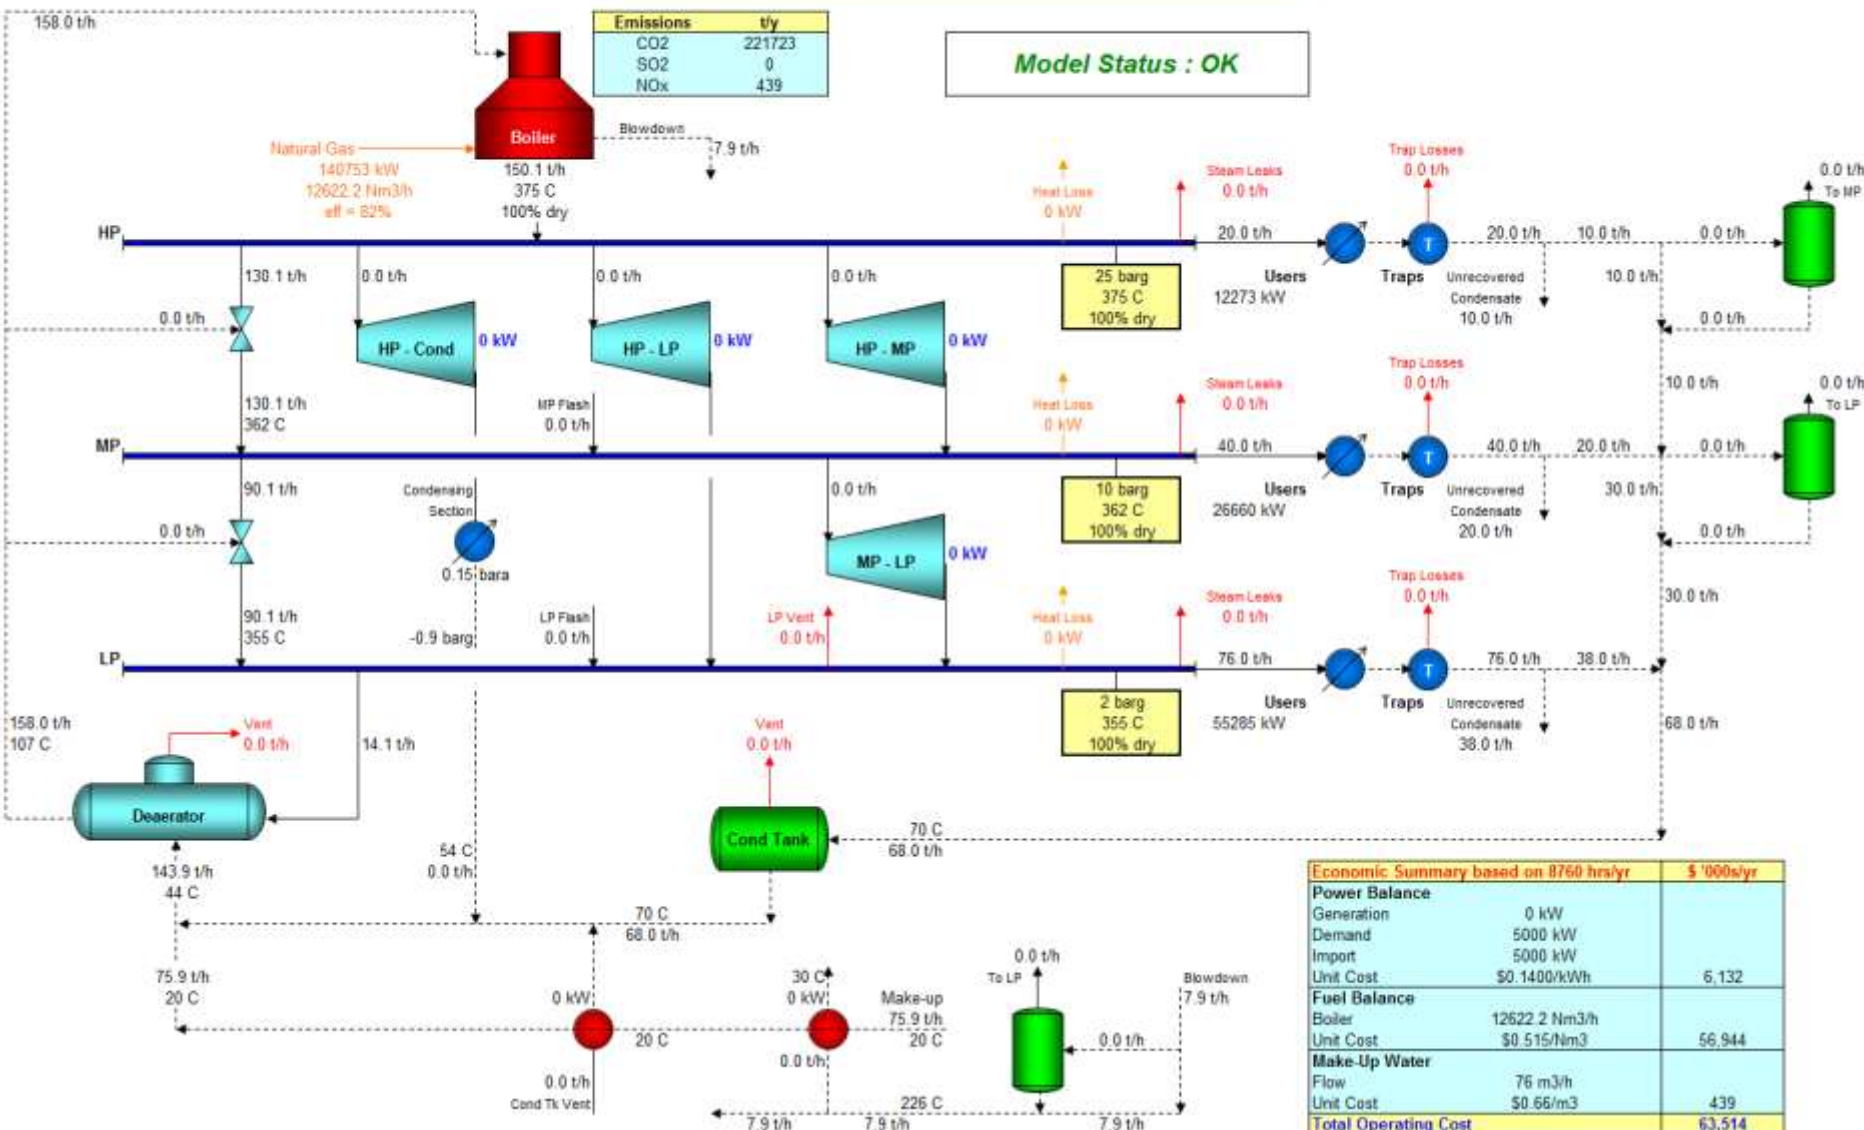 158.0 t/h
Emissions t/y
CO2 221723
SO2 0
NOx 439
Model Status : OK
Boiler
Blowdown
7.9 t/h
Natural Gas
140753 kW
12622.2 Nm3/h
eff = 82%
150.1 t/h
375 C
100% dry
Heat Loss
0 kW
Steam Leaks
0.0 t/h
Trap Losses
0.0 t/h
0.0 t/h
To MP
HP
20.0 t/h
T
20.0 t/h
10.0 t/h
0.0 t/h
130.1 t/h
0.0 t/h
0.0 t/h
0.0 t/h
25 barg
375 C
100% dry
Users
12273 kW
Traps
Unrecovered
Condensate
10.0 t/h
10.0 t/h
0.0 t/h
0.0 t/h
HP - Cond
0 kW
HP - LP
0 kW
HP - MP
0 kW
130.1 t/h
362 C
MP Flash
0.0 t/h
Heat Loss
0 kW
Steam Leaks
0.0 t/h
Trap Losses
0.0 t/h
10.0 t/h
0.0 t/h
To LP
MP
40.0 t/h
T
40.0 t/h
20.0 t/h
0.0 t/h
90.1 t/h
Condensing
Section
0.0 t/h
10 barg
362 C
100% dry
Users
26660 kW
Traps
Unrecovered
Condensate
20.0 t/h
30.0 t/h
0.0 t/h
0.0 t/h
0.15 bara
MP - LP
0 kW
90.1 t/h
355 C
-0.9 barg
LP Flash
0.0 t/h
LP Vent
0.0 t/h
Heat Loss
0 kW
Steam Leaks
0.0 t/h
Trap Losses
0.0 t/h
30.0 t/h
LP
76.0 t/h
T
76.0 t/h
38.0 t/h
2 barg
355 C
100% dry
Users
55285 kW
Traps
Unrecovered
Condensate
38.0 t/h
68.0 t/h
158.0 t/h
107 C
Vent
0.0 t/h
14.1 t/h
Vent
0.0 t/h
Deaerator
Cond Tank
70 C
68.0 t/h
143.9 t/h
44 C
54 C
0.0 t/h
70 C
68.0 t/h
75.9 t/h
20 C
0 kW
20 C
30 C
0 kW
Make-up
75.9 t/h
20 C
0.0 t/h
To LP
Blowdown
7.9 t/h
0.0 t/h
0.0 t/h
0.0 t/h
Cond Tk Vent
226 C
7.9 t/h
7.9 t/h
7.9 t/h
Economic Summary based on 8760 hrs/yr $ '000s/yr
Power Balance
Generation 0 kW
Demand 5000 kW
Import 5000 kW
Unit Cost $0.1400/kWh 6,132
Fuel Balance
Boiler 12622.2 Nm3/h
Unit Cost $0.515/Nm3 56,944
Make-Up Water
Flow 76 m3/h
Unit Cost $0.66/m3 439
Total Operating Cost 63,514